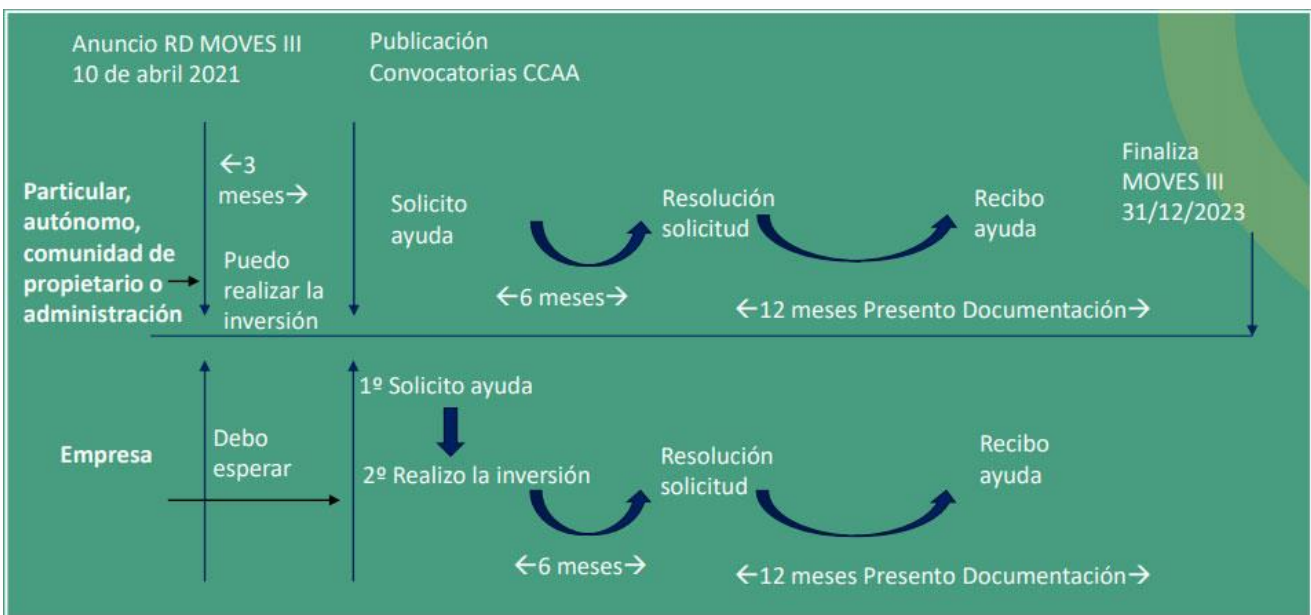 Anuncio RD MOVES III
10 de abril 2021
Publicación
Convocatorias CCAA
Particular,
autónomo,
comunidad de
propietario o
administración
←3
meses→
Puedo
realizar la
inversión
Solicito
ayuda
←6 meses→
Resolución
solicitud
Recibo
ayuda
←12 meses Presento Documentación→
Finaliza
MOVES III
31/12/2023
Empresa
Debo
esperar
1º Solicito ayuda
2º Realizo la inversión
←6 meses→
Resolución
solicitud
Recibo
ayuda
←12 meses Presento Documentación→